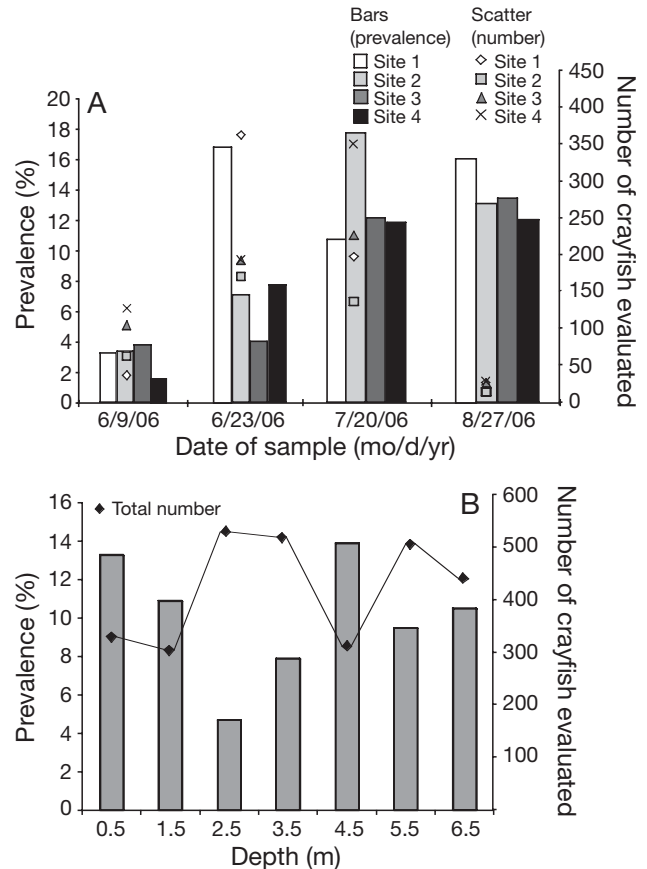 Bars
(prevalence)
Site 1
Site 2
Site 3
Site 4
Scatter
(number)
Site 1
Site 2
Site 3
Site 4
A
Prevalence (%)
20
18
16
14
12
10
8
6
4
2
0
450
400
350
300
250
200
150
100
50
0
Number of crayfish evaluated
6/9/06 6/23/06 7/20/06 8/27/06
Date of sample (mo/d/yr)
B
Total number
Prevalence (%)
16
14
12
10
8
6
4
2
0
600
500
400
300
200
100
Number of crayfish evaluated
0.5 1.5 2.5 3.5 4.5 5.5 6.5
Depth (m)